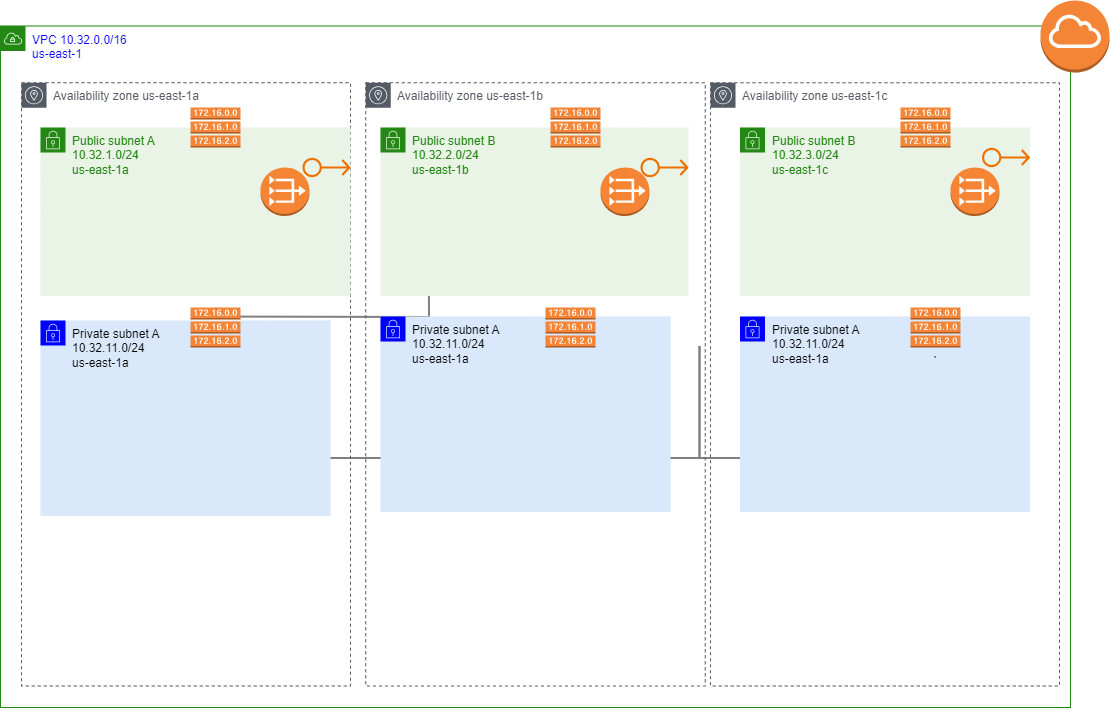 VPC 10.32.0.0/16
us-east-1
Availability zone us-east-1a
172.16.0.0
172.16.1.0
172.16.2.0
Public subnet A
10.32.1.0/24
us-east-1a
Availability zone us-east-1b
172.16.0.0
172.16.1.0
172.16.2.0
Public subnet B
10.32.2.0/24
us-east-1b
Availability zone us-east-1c
172.16.0.0
172.16.1.0
172.16.2.0
Public subnet B
10.32.3.0/24
us-east-1c
172.16.0.0
172.16.1.0
172.16.2.0
Private subnet A
10.32.11.0/24
us-east-1a
172.16.0.0
172.16.1.0
172.16.2.0
Private subnet A
10.32.11.0/24
us-east-1a
172.16.0.0
172.16.1.0
172.16.2.0
Private subnet A
10.32.11.0/24
us-east-1a
`